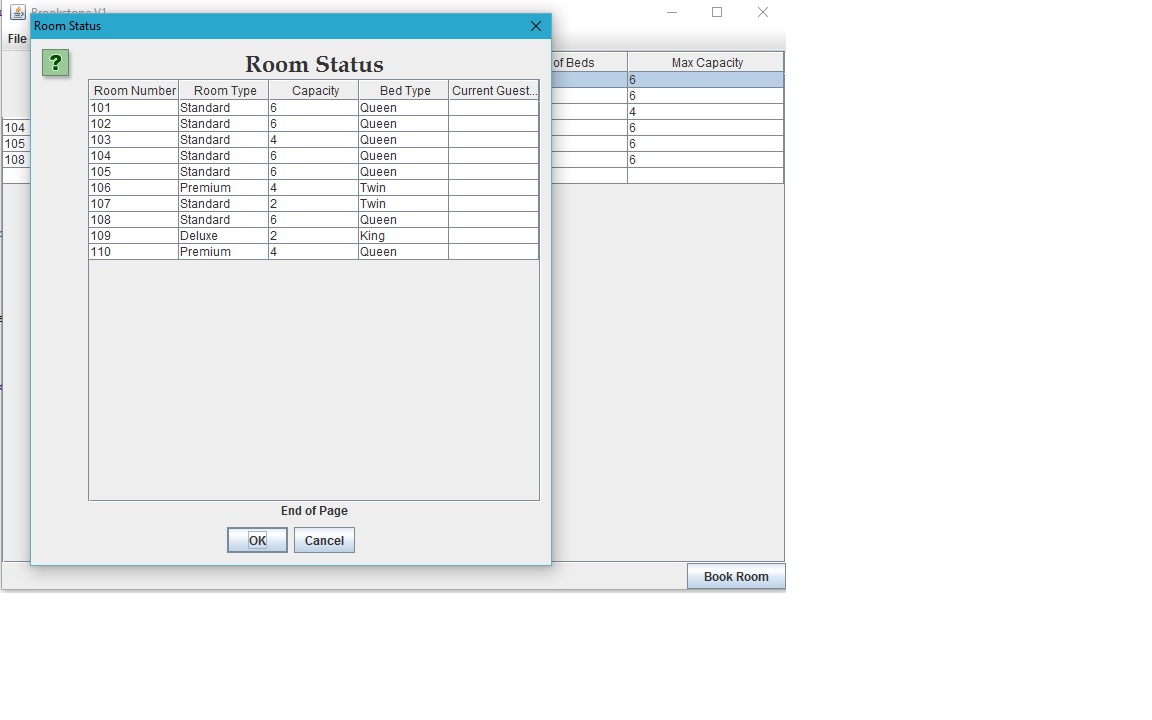 Brookstone V1
Room Status
File
?
Room Status
of Beds Max Capacity
Room Number Room Type Capacity Bed Type Current Guest...
101 Standard 6 Queen
102 Standard 6 Queen
103 Standard 4 Queen
104 Standard 6 Queen
105 Standard 6 Queen
106 Premium 4 Twin
107 Standard 2 Twin
108 Standard 6 Queen
109 Deluxe 2 King
110 Premium 4 Queen
6
6
4
104 6
105 6
108 6
End of Page
OK Cancel
Book Room